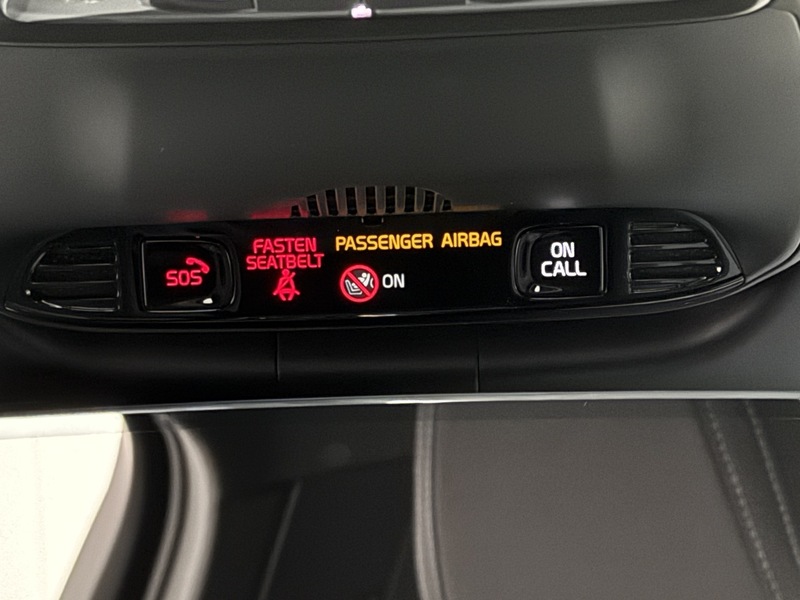 SOS
FASTEN
SEATBELT
PASSENGER AIRBAG
ON
ON
CALL